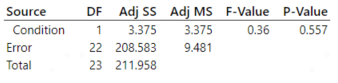 Source DF Adj SS Adj MS F-Value P-Value
Condition 1 3.375 3.375 0.36 0.557
Error 22 208.583 9.481
Total 23 211.958